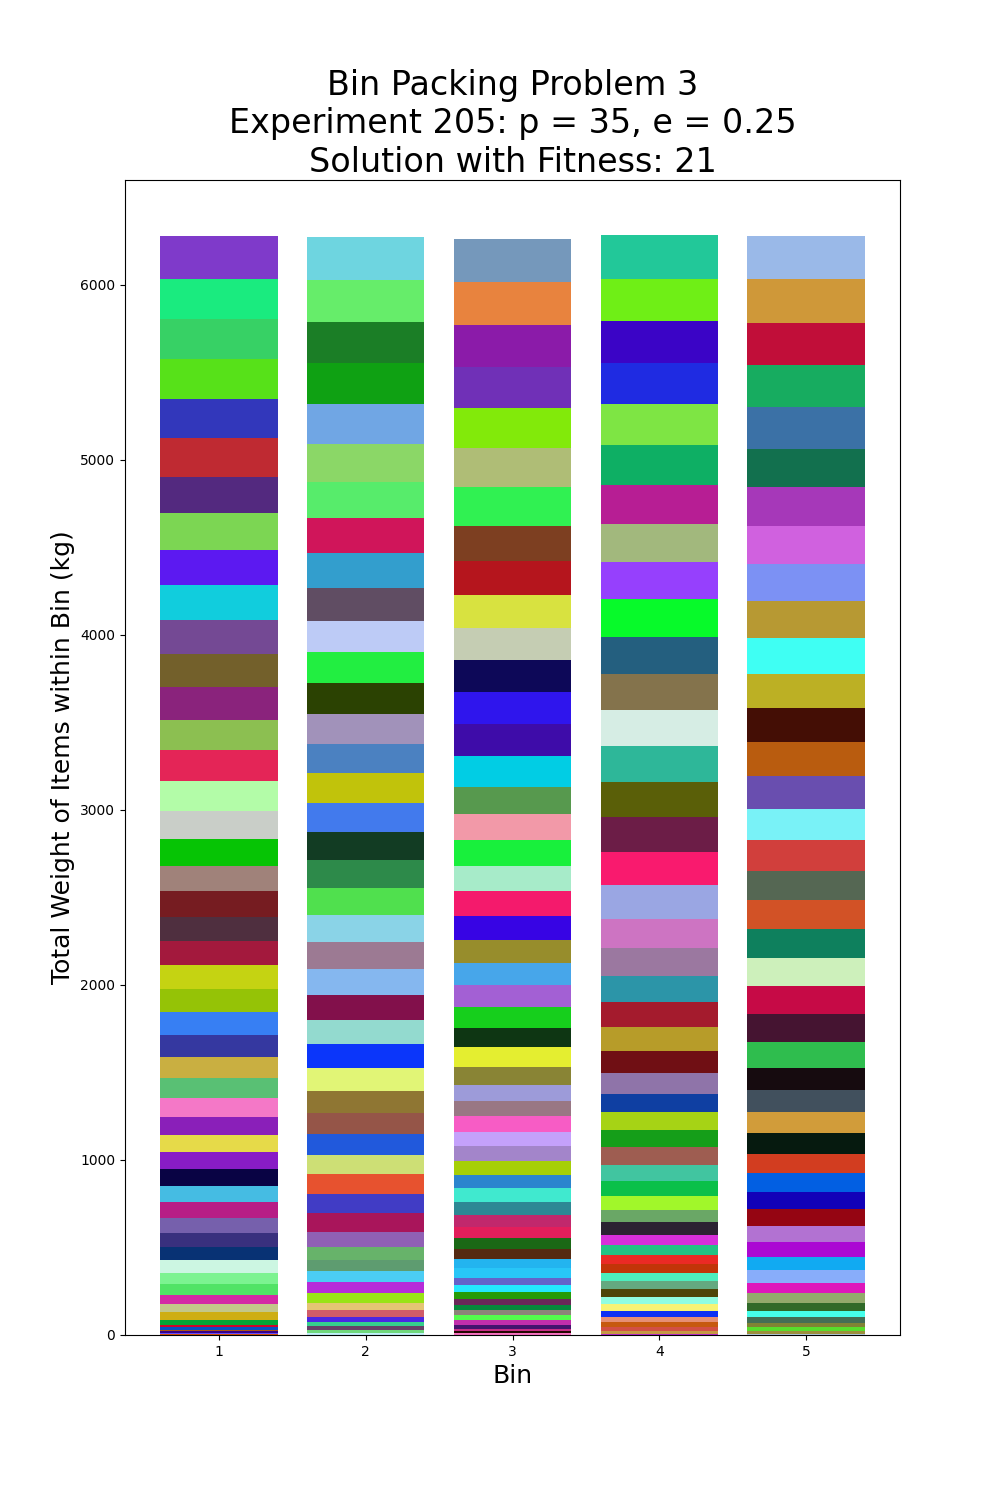 Bin Packing Problem 3
Experiment 205: p = 35, e = 0.25
Solution with Fitness: 21
Total Weight of Items within Bin (kg)
6000
5000
4000
3000
2000
1000
0
1 2 3 4 5
Bin